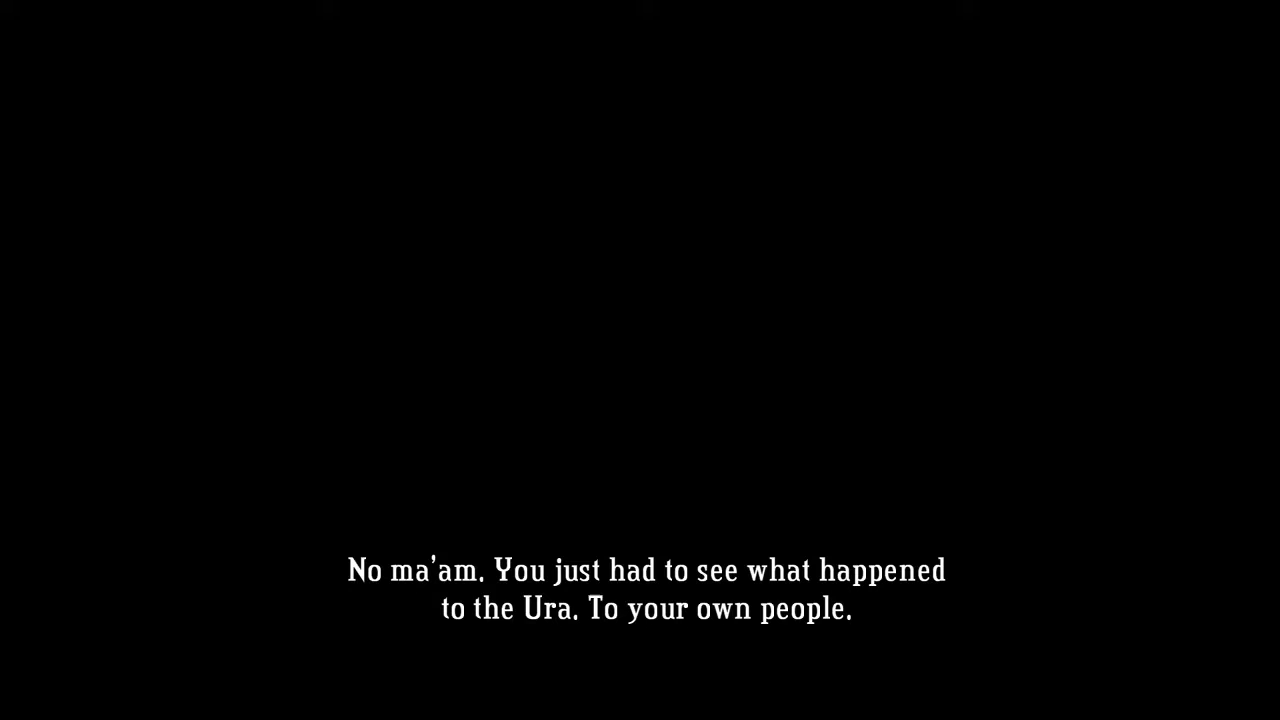 No ma'am. You just had to see what happened
to the Ura. To your own people.